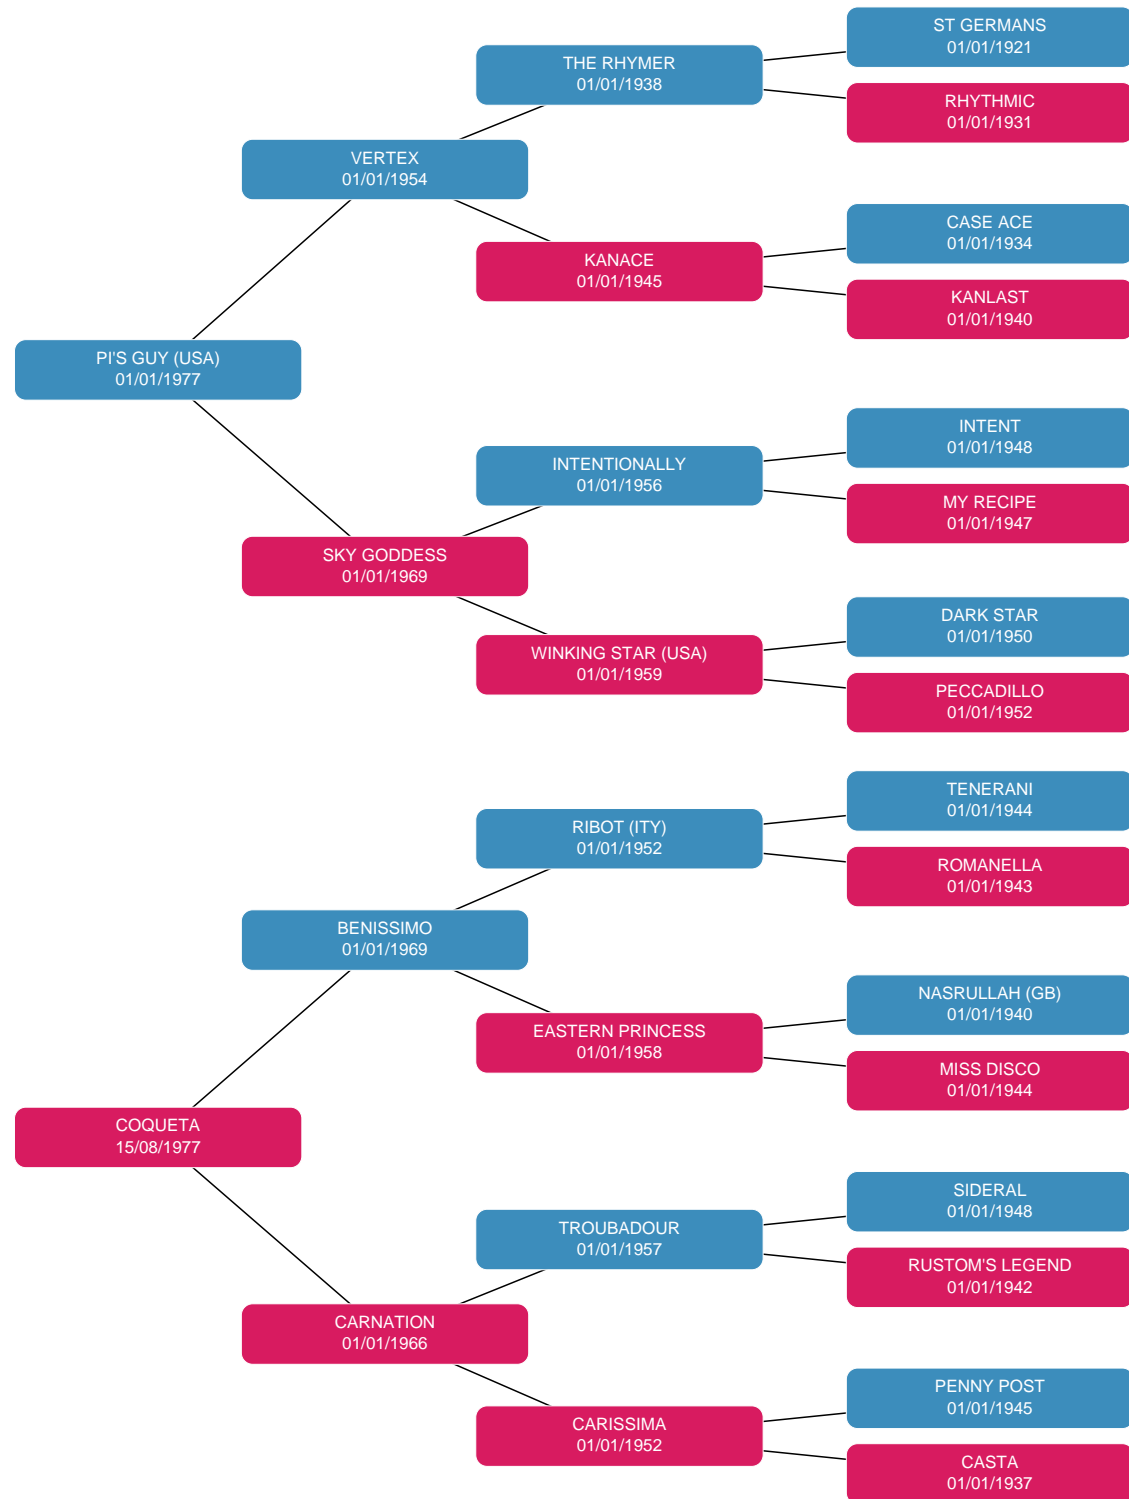 ST GERMANS
01/01/1921
THE RHYMER
01/01/1938
RHYTHMIC
01/01/1931
VERTEX
01/01/1954
CASE ACE
01/01/1934
KANACE
01/01/1945
KANLAST
01/01/1940
PI'S GUY (USA)
01/01/1977
INTENT
01/01/1948
INTENTIONALLY
01/01/1956
MY RECIPE
01/01/1947
SKY GODDESS
01/01/1969
DARK STAR
01/01/1950
WINKING STAR (USA)
01/01/1959
PECCADILLO
01/01/1952
TENERANI
01/01/1944
RIBOT (ITY)
01/01/1952
ROMANELLA
01/01/1943
BENISSIMO
01/01/1969
NASRULLAH (GB)
01/01/1940
EASTERN PRINCESS
01/01/1958
MISS DISCO
01/01/1944
COQUETA
15/08/1977
SIDERAL
01/01/1948
TROUBADOUR
01/01/1957
RUSTOM'S LEGEND
01/01/1942
CARNATION
01/01/1966
PENNY POST
01/01/1945
CARISSIMA
01/01/1952
CASTA
01/01/1937